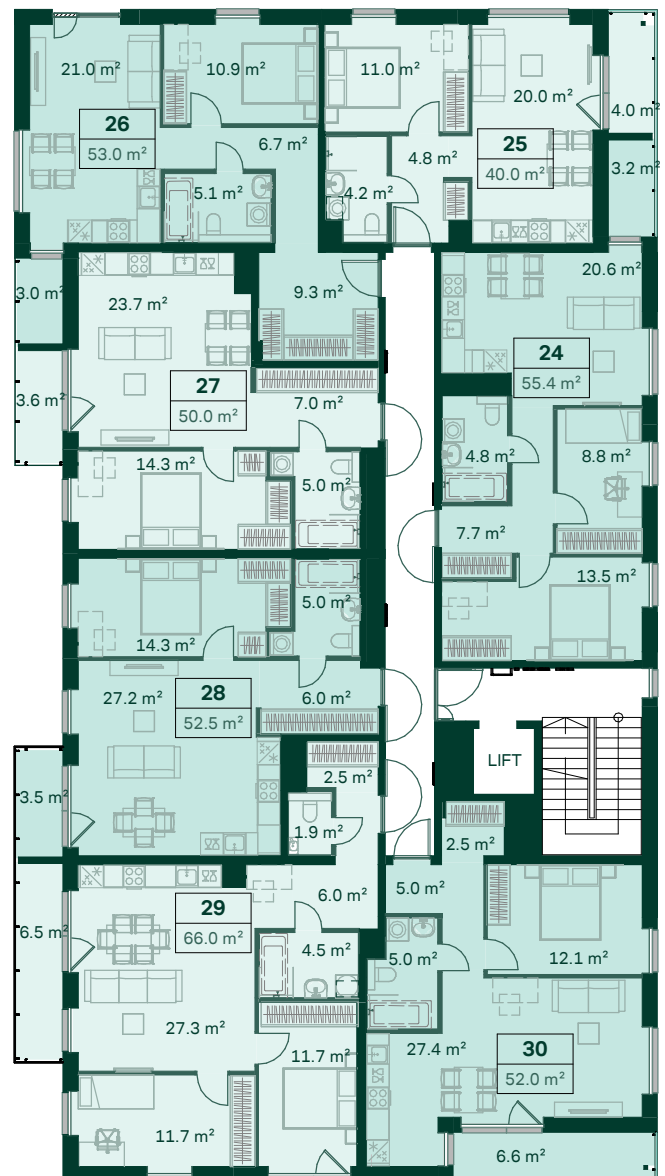 21.0 m²
10.9 m²
11.0 m²
20.0 m²
4.0 m²
26
53.0 m²
6.7 m²
4.8 m²
25
40.0 m²
3.2 m²
5.1 m²
4.2 m²
3.0 m²
23.7 m²
9.3 m²
20.6 m²
24
55.4 m²
27
50.0 m²
3.6 m²
7.0 m²
14.3 m²
5.0 m²
4.8 m²
8.8 m²
7.7 m²
13.5 m²
5.0 m²
14.3 m²
27.2 m²
28
52.5 m²
6.0 m²
LIFT
3.5 m²
2.5 m²
1.9 m²
2.5 m²
6.0 m²
5.0 m²
29
66.0 m²
6.5 m²
4.5 m²
5.0 m²
12.1 m²
27.3 m²
11.7 m²
27.4 m²
30
52.0 m²
11.7 m²
6.6 m²